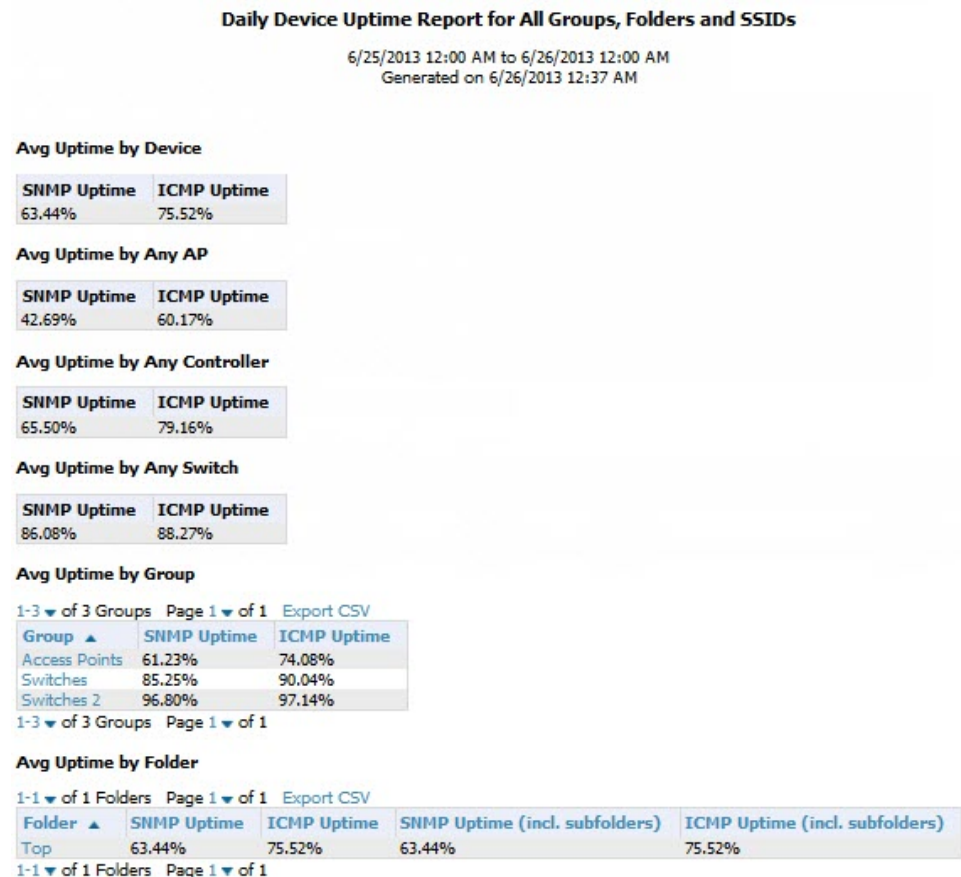 Daily Device Uptime Report for All Groups, Folders and SSIDs
6/25/2013 12:00 AM to 6/26/2013 12:00 AM
Generated on 6/26/2013 12:37 AM
Avg Uptime by Device
SNMP Uptime ICMP Uptime
63.44% 75.52%
Avg Uptime by Any AP
SNMP Uptime ICMP Uptime
42.69% 60.17%
Avg Uptime by Any Controller
SNMP Uptime ICMP Uptime
65.50% 79.16%
Avg Uptime by Any Switch
SNMP Uptime ICMP Uptime
86.08% 88.27%
Avg Uptime by Group
1-3 ▼ of 3 Groups Page 1 ▼ of 1 Export CSV
Group ▲ SNMP Uptime ICMP Uptime
Access Points 61.23% 74.08%
Switches 85.25% 90.04%
Switches 2 96.80% 97.14%
1-3 ▼ of 3 Groups Page 1 ▼ of 1
Avg Uptime by Folder
1-1 ▼ of 1 Folders Page 1 ▼ of 1 Export CSV
Folder ▲ SNMP Uptime ICMP Uptime SNMP Uptime (incl. subfolders) ICMP Uptime (incl. subfolders)
Top 63.44% 75.52% 63.44% 75.52%
1-1 ▼ of 1 Folders Page 1 ▼ of 1